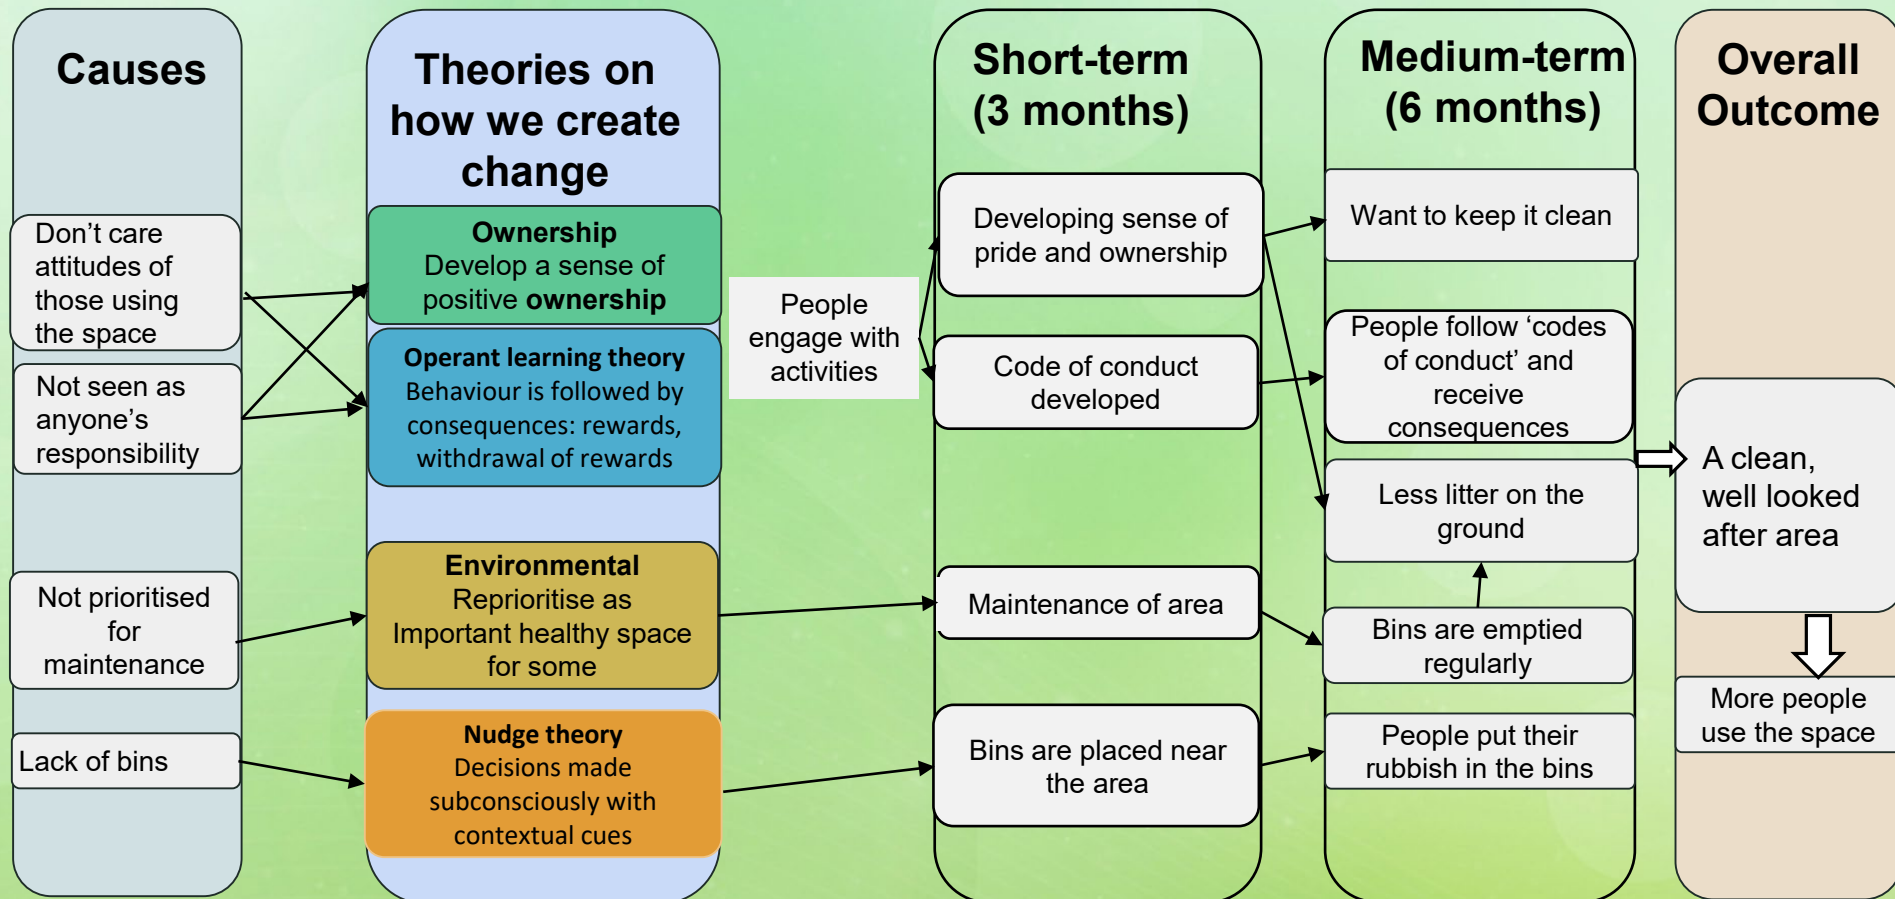 Causes
Don't care
attitudes of
those using
the space
Not seen as
anyone's
responsibility
Not prioritised
for
maintenance
Lack of bins
Theories on
how we create
change
Ownership
Develop a sense of
positive ownership
Operant learning theory
Behaviour is followed by
consequences: rewards,
withdrawal of rewards
Environmental
Reprioritise as
Important healthy space
for some
Nudge theory
Decisions made
subconsciously with
contextual cues
People
engage with
activities
Short-term
(3 months)
Developing sense of
pride and ownership
Code of conduct
developed
Maintenance of area
Bins are placed near
the area
Medium-term
(6 months)
Want to keep it clean
People follow ‘codes
of conduct’ and
receive
consequences
Less litter on the
ground
Bins are emptied
regularly
People put their
rubbish in the bins
Overall
Outcome
A clean,
well looked
after area
More people
use the space